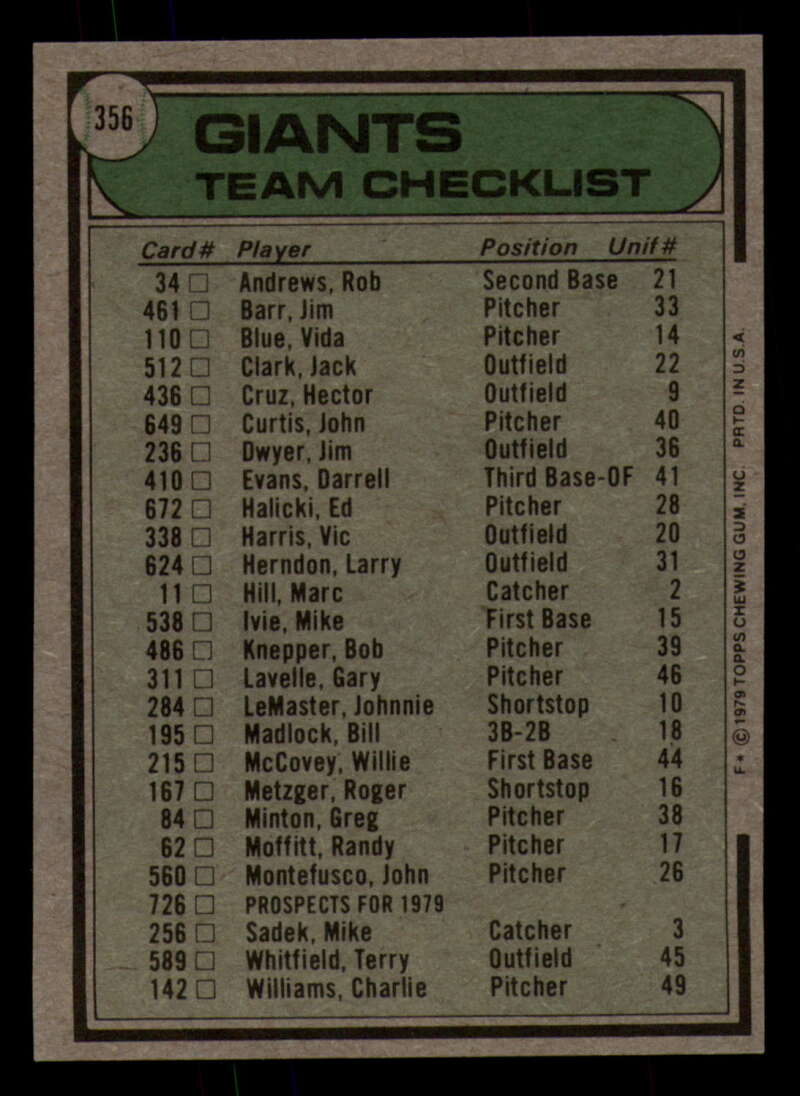 356
GIANTS
TEAM CHECKLIST
Card# Player Position Unif#
34 □ Andrews, Rob Second Base 21
461 □ Barr, Jim Pitcher 33
110 □ Blue, Vida Pitcher 14
512 □ Clark, Jack Outfield 22
436 □ Cruz, Hector Outfield 9
649 □ Curtis, John Pitcher 40
236 □ Dwyer, Jim Outfield 36
410 □ Evans, Darrell Third Base-OF 41
672 □ Halicki, Ed Pitcher 28
338 □ Harris, Vic Outfield 20
624 □ Herndon, Larry Outfield 31
11 □ Hill, Marc Catcher 2
538 □ Ivie, Mike First Base 15
486 □ Knepper, Bob Pitcher 39
311 □ Lavelle, Gary Pitcher 46
284 □ LeMaster, Johnnie Shortstop 10
195 □ Madlock, Bill 3B-2B 18
215 □ McCovey, Willie First Base 44
167 □ Metzger, Roger Shortstop 16
84 □ Minton, Greg Pitcher 38
62 □ Moffitt, Randy Pitcher 17
560 □ Montefusco, John Pitcher 26
726 □ PROSPECTS FOR 1979
256 □ Sadek, Mike Catcher 3
589 □ Whitfield, Terry Outfield 45
142 □ Williams, Charlie Pitcher 49
F* © 1979 TOPPS CHEWING GUM, INC. PRTD. IN U.S.A.